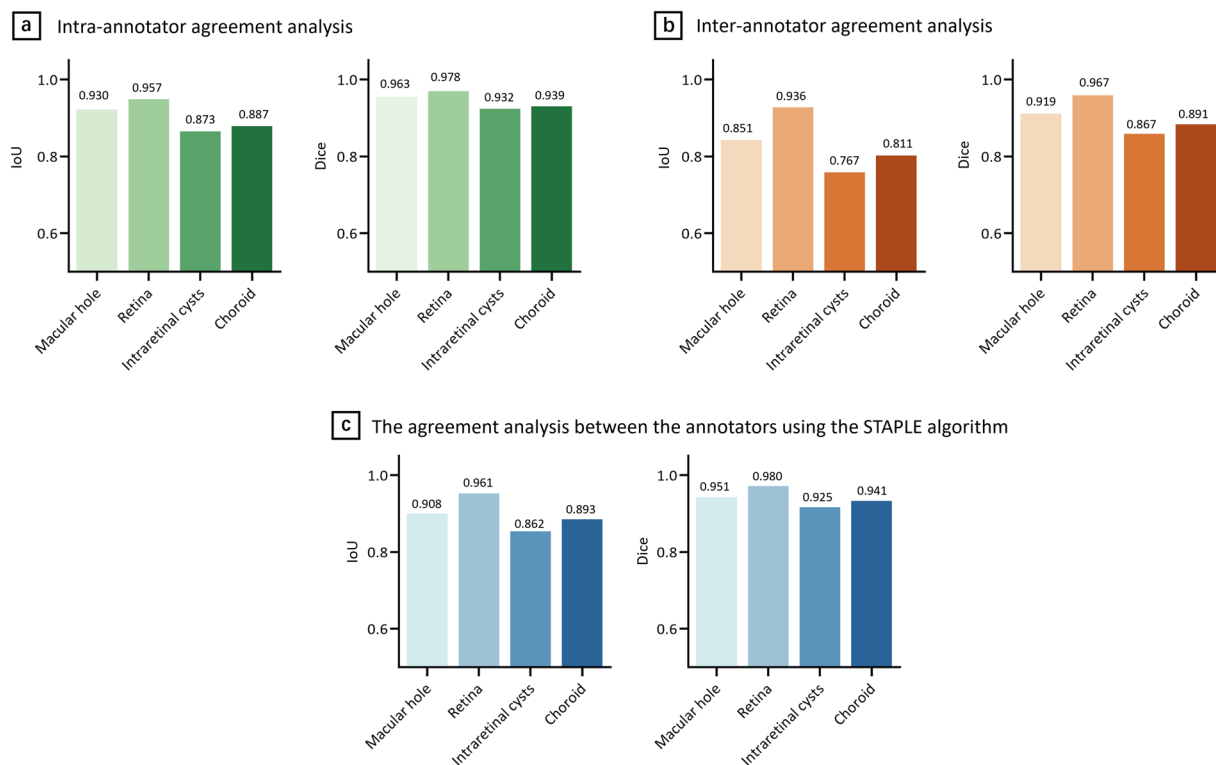 a Intra-annotator agreement analysis
1.0
0.8
0.6
IoU
0.930
0.957
0.873
0.887
Macular hole
Retina
Intraretinal cysts
Choroid
1.0
0.8
0.6
Dice
0.963
0.978
0.932
0.939
Macular hole
Retina
Intraretinal cysts
Choroid
b Inter-annotator agreement analysis
1.0
0.8
0.6
IoU
0.851
0.936
0.767
0.811
Macular hole
Retina
Intraretinal cysts
Choroid
1.0
0.8
0.6
Dice
0.919
0.967
0.867
0.891
Macular hole
Retina
Intraretinal cysts
Choroid
c The agreement analysis between the annotators using the STAPLE algorithm
1.0
0.8
0.6
IoU
0.908
0.961
0.862
0.893
Macular hole
Retina
Intraretinal cysts
Choroid
1.0
0.8
0.6
Dice
0.951
0.980
0.925
0.941
Macular hole
Retina
Intraretinal cysts
Choroid